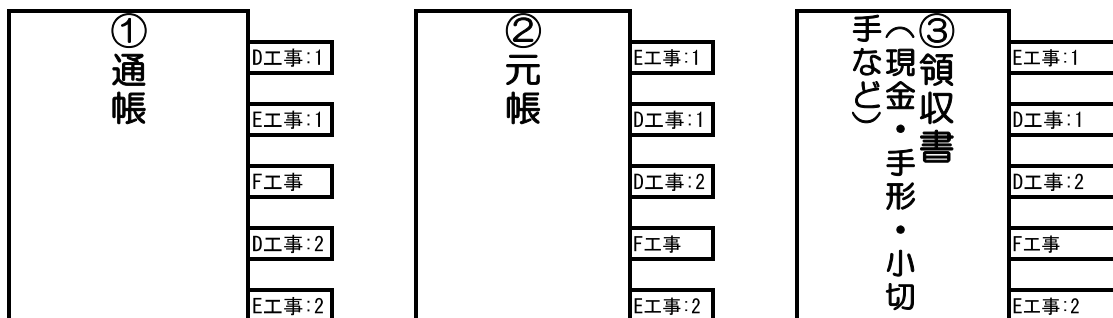 ①通帳
D工事:1
E工事:1
F工事
D工事:2
E工事:2
②元帳
E工事:1
D工事:1
D工事:2
F工事
E工事:2
③領収書
（現金・手形・小切
手など）
E工事:1
D工事:1
D工事:2
F工事
E工事:2